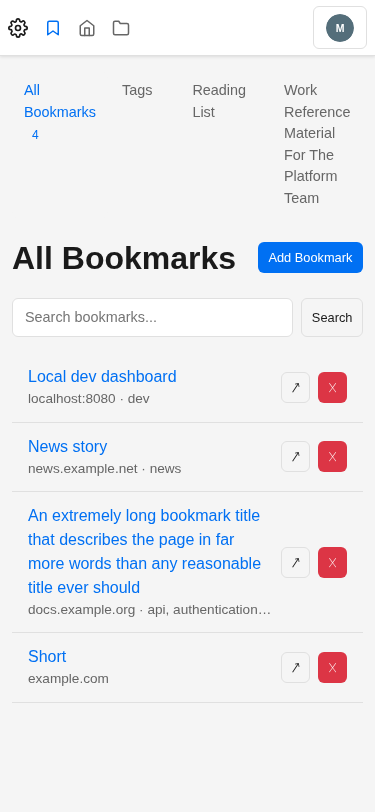 M
All Bookmarks 4
Tags
Reading List
Work Reference Material For The Platform Team
All Bookmarks
Add Bookmark
Search bookmarks...
Search
Local dev dashboard
localhost:8080 · dev
↗ X
News story
news.example.net · news
↗ X
An extremely long bookmark title
that describes the page in far
more words than any reasonable
title ever should
docs.example.org · api, authentication…
↗ X
Short
example.com
↗ X